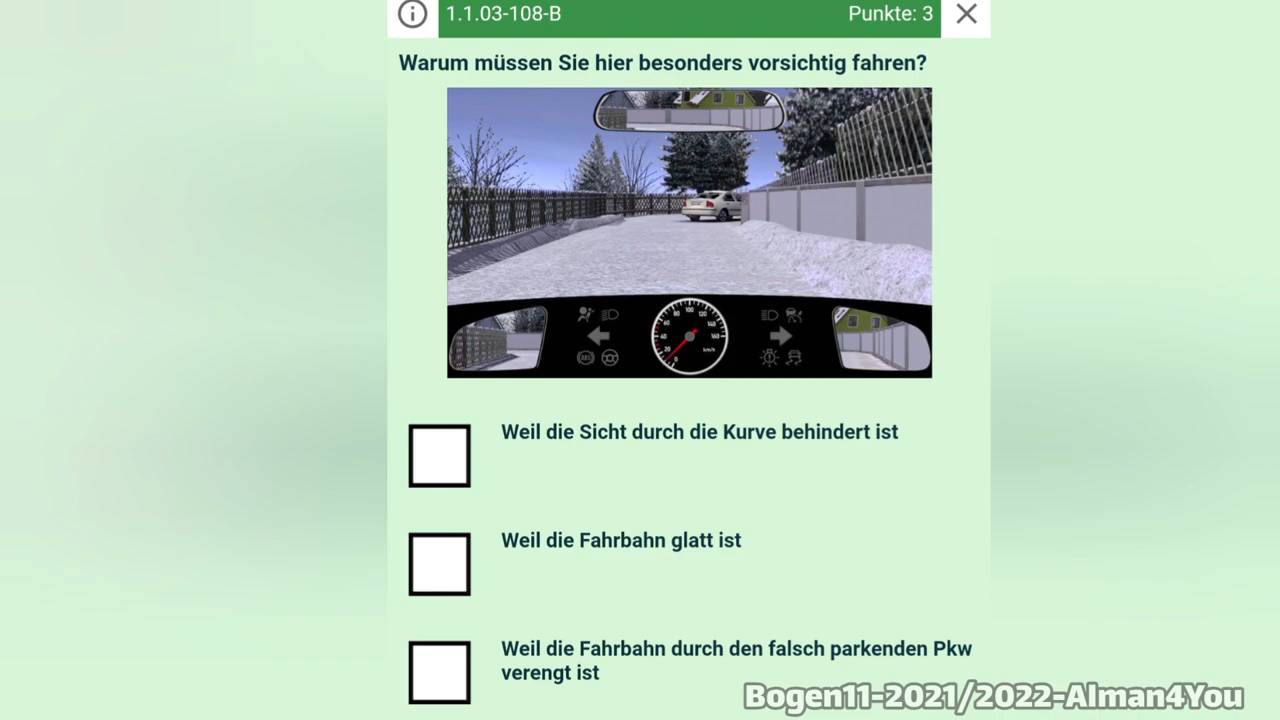 1.1.03-108-B
Punkte: 3
Warum müssen Sie hier besonders vorsichtig fahren?
Weil die Sicht durch die Kurve behindert ist
Weil die Fahrbahn glatt ist
Weil die Fahrbahn durch den falsch parkenden Pkw
verengt ist
Bogen11-2021/2022-Alman4You